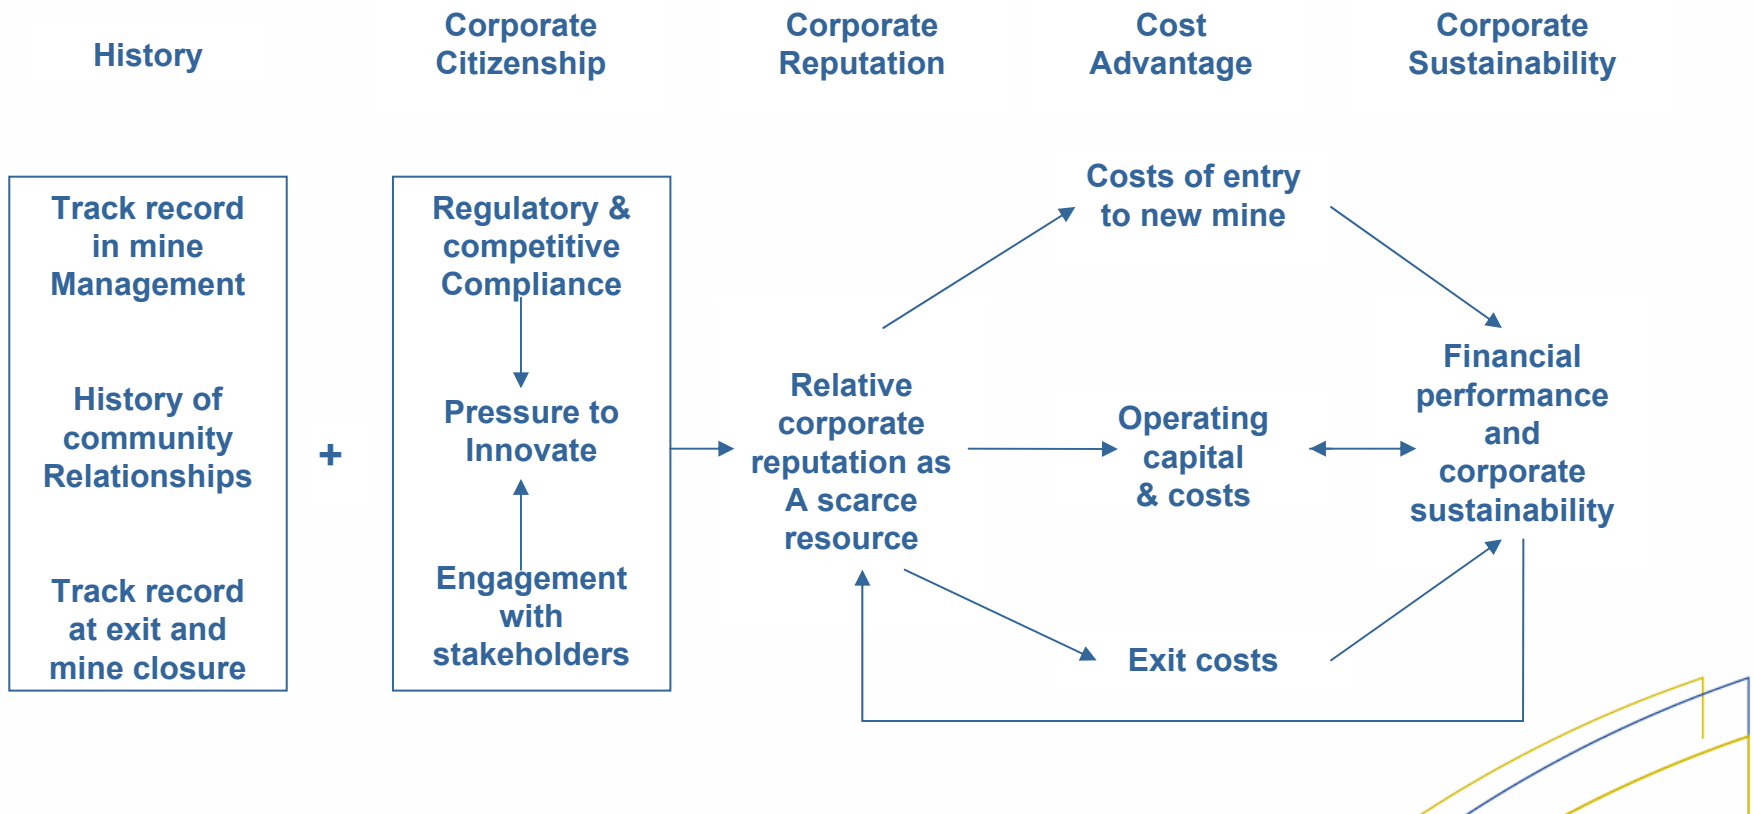 History
Corporate
Citizenship
Corporate
Reputation
Cost
Advantage
Corporate
Sustainability
Track record
in mine
Management
History of
community
Relationships
Track record
at exit and
mine closure
+
Regulatory &
competitive
Compliance
Pressure to
Innovate
Engagement
with
stakeholders
Relative
corporate
reputation as
A scarce
resource
Costs of entry
to new mine
Operating
capital
& costs
Exit costs
Financial
performance
and
corporate
sustainability